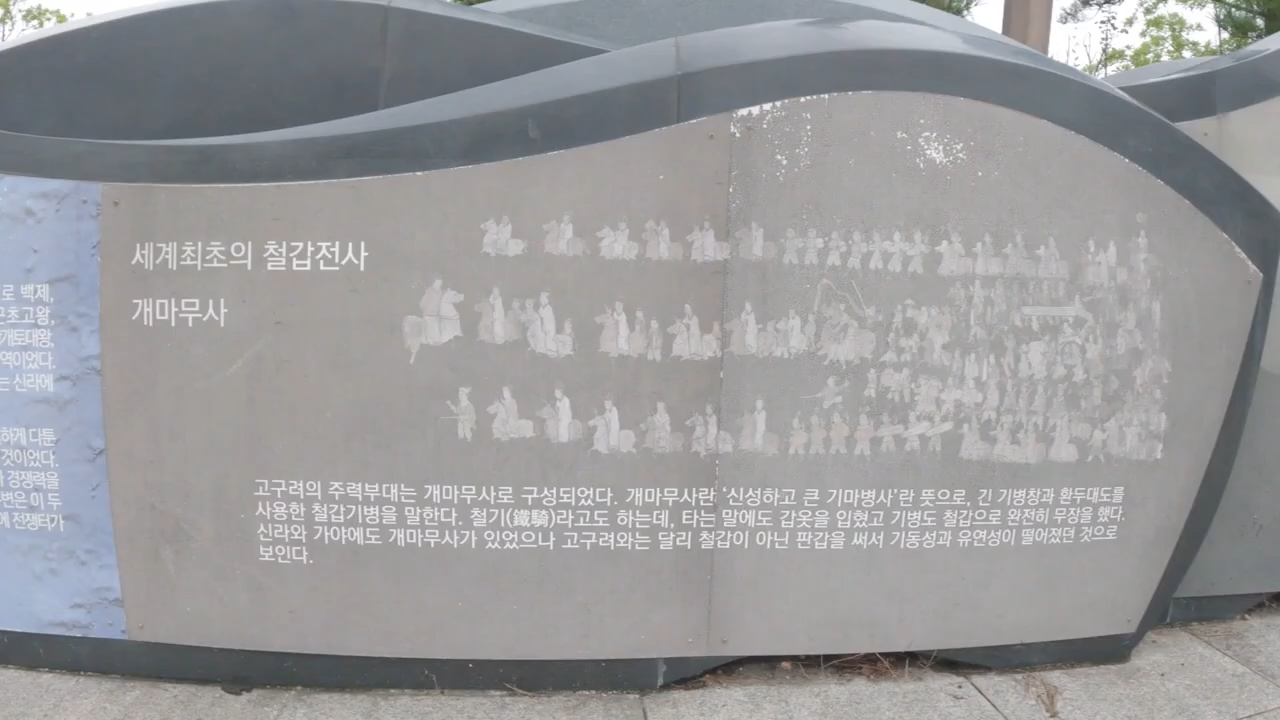 로 백제,
근초고왕,
개토대왕,
역이었다.
는 신라에
하게 다툰
것이었다.
경쟁력을
변은 이 두
에 전쟁터가
세계최초의 철갑전사
개마무사
고구려의 주력부대는 개마무사로 구성되었다. 개마무사란 '신성하고 큰 기마병사'란 뜻으로, 긴 기병창과 환두대도를
사용한 철갑기병을 말한다. 철기(鐵騎)라고도 하는데, 타는 말에도 갑옷을 입혔고 기병도 철갑으로 완전히 무장을 했다.
신라와 가야에도 개마무사가 있었으나 고구려와는 달리 철갑이 아닌 판갑을 써서 기동성과 유연성이 떨어졌던 것으로
보인다.